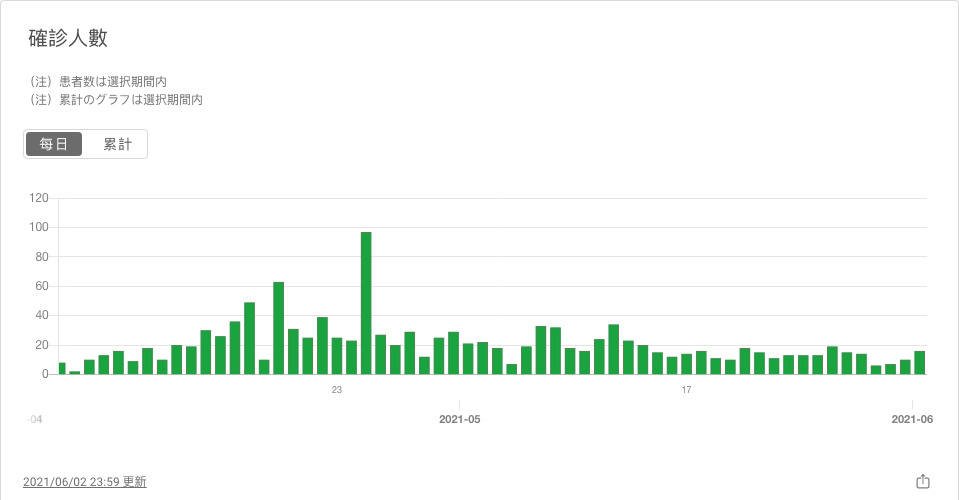 確診人數
（注）患者数は選択期間内
（注）累計のグラフは選択期間内
每日 累計
120
100
80
60
40
20
0
23 17
-04 2021-05 2021-06
2021/06/02 23:59 更新